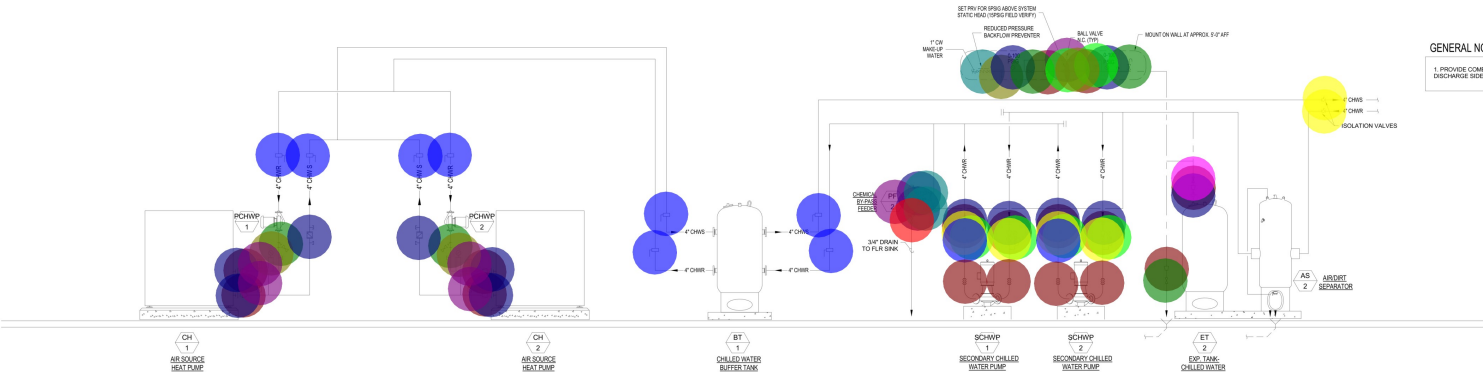 SET PRV FOR 5PSIG ABOVE SYSTEM
STATIC HEAD (15PSIG FIELD VERIFY)
REDUCED PRESSURE
BACKFLOW PREVENTER
1" CW
MAKE-UP
WATER
BALL VALVE
N.C. (TYP)
MOUNT ON WALL AT APPROX. 5'-0" AFF
GENERAL NO
1. PROVIDE COM
DISCHARGE SIDE
4" CHWS
4" CHWR
ISOLATION VALVES
4" CHWR
4" CHWS
4" CHWS
4" CHWR
4" CHWR
4" CHWR
4" CHWR
4" CHWR
PCHWP
1
PCHWP
2
CHEMICAL
BY-PASS
FEEDER
PF
2
3/4" DRAIN
TO FLR SINK
4" CHWS
4" CHWR
4" CHWS
4" CHWR
AS
2
AIR/DIRT
SEPARATOR
CH
1
AIR SOURCE
HEAT PUMP
CH
2
AIR SOURCE
HEAT PUMP
BT
1
CHILLED WATER
BUFFER TANK
SCHWP
1
SECONDARY CHILLED
WATER PUMP
SCHWP
2
SECONDARY CHILLED
WATER PUMP
ET
2
EXP. TANK-
CHILLED WATER